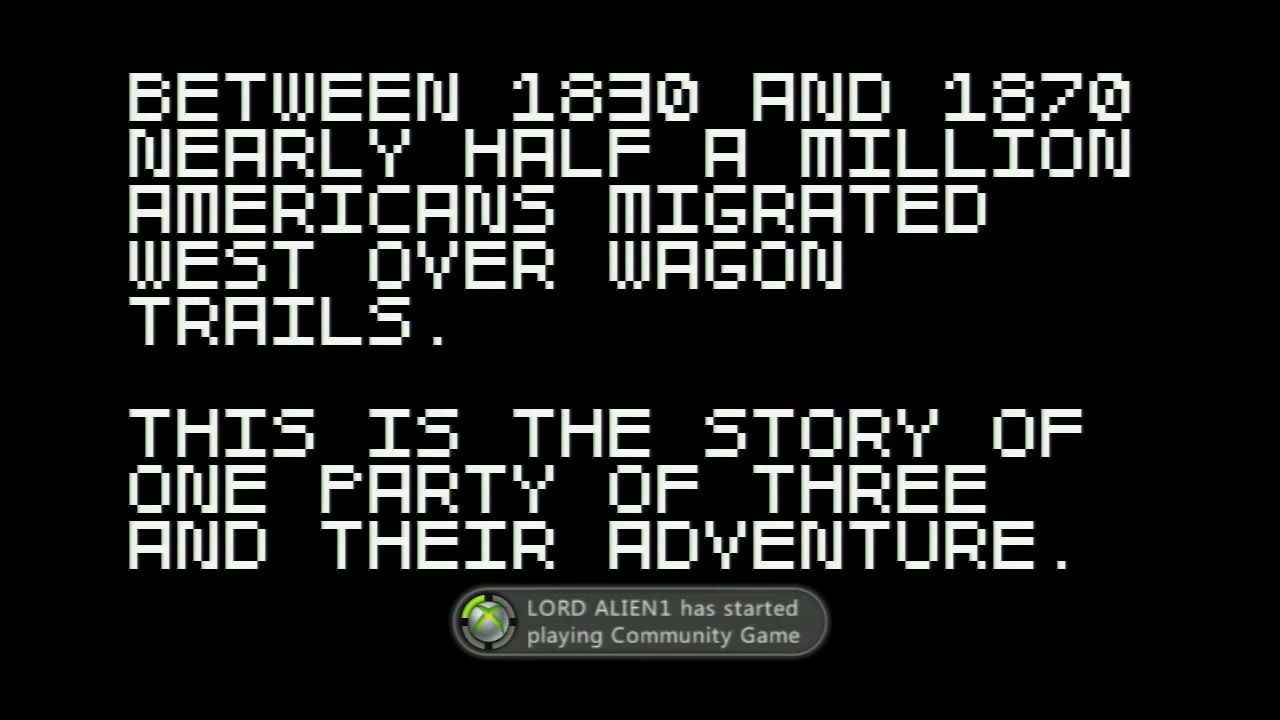 BETWEEN 1830 AND 1870
NEARLY HALF A MILLION
AMERICANS MIGRATED
WEST OVER WAGON
TRAILS.
THIS IS THE STORY OF
ONE PARTY OF THREE
AND THEIR ADVENTURE.
LORD ALIEN1 has started
playing Community Game